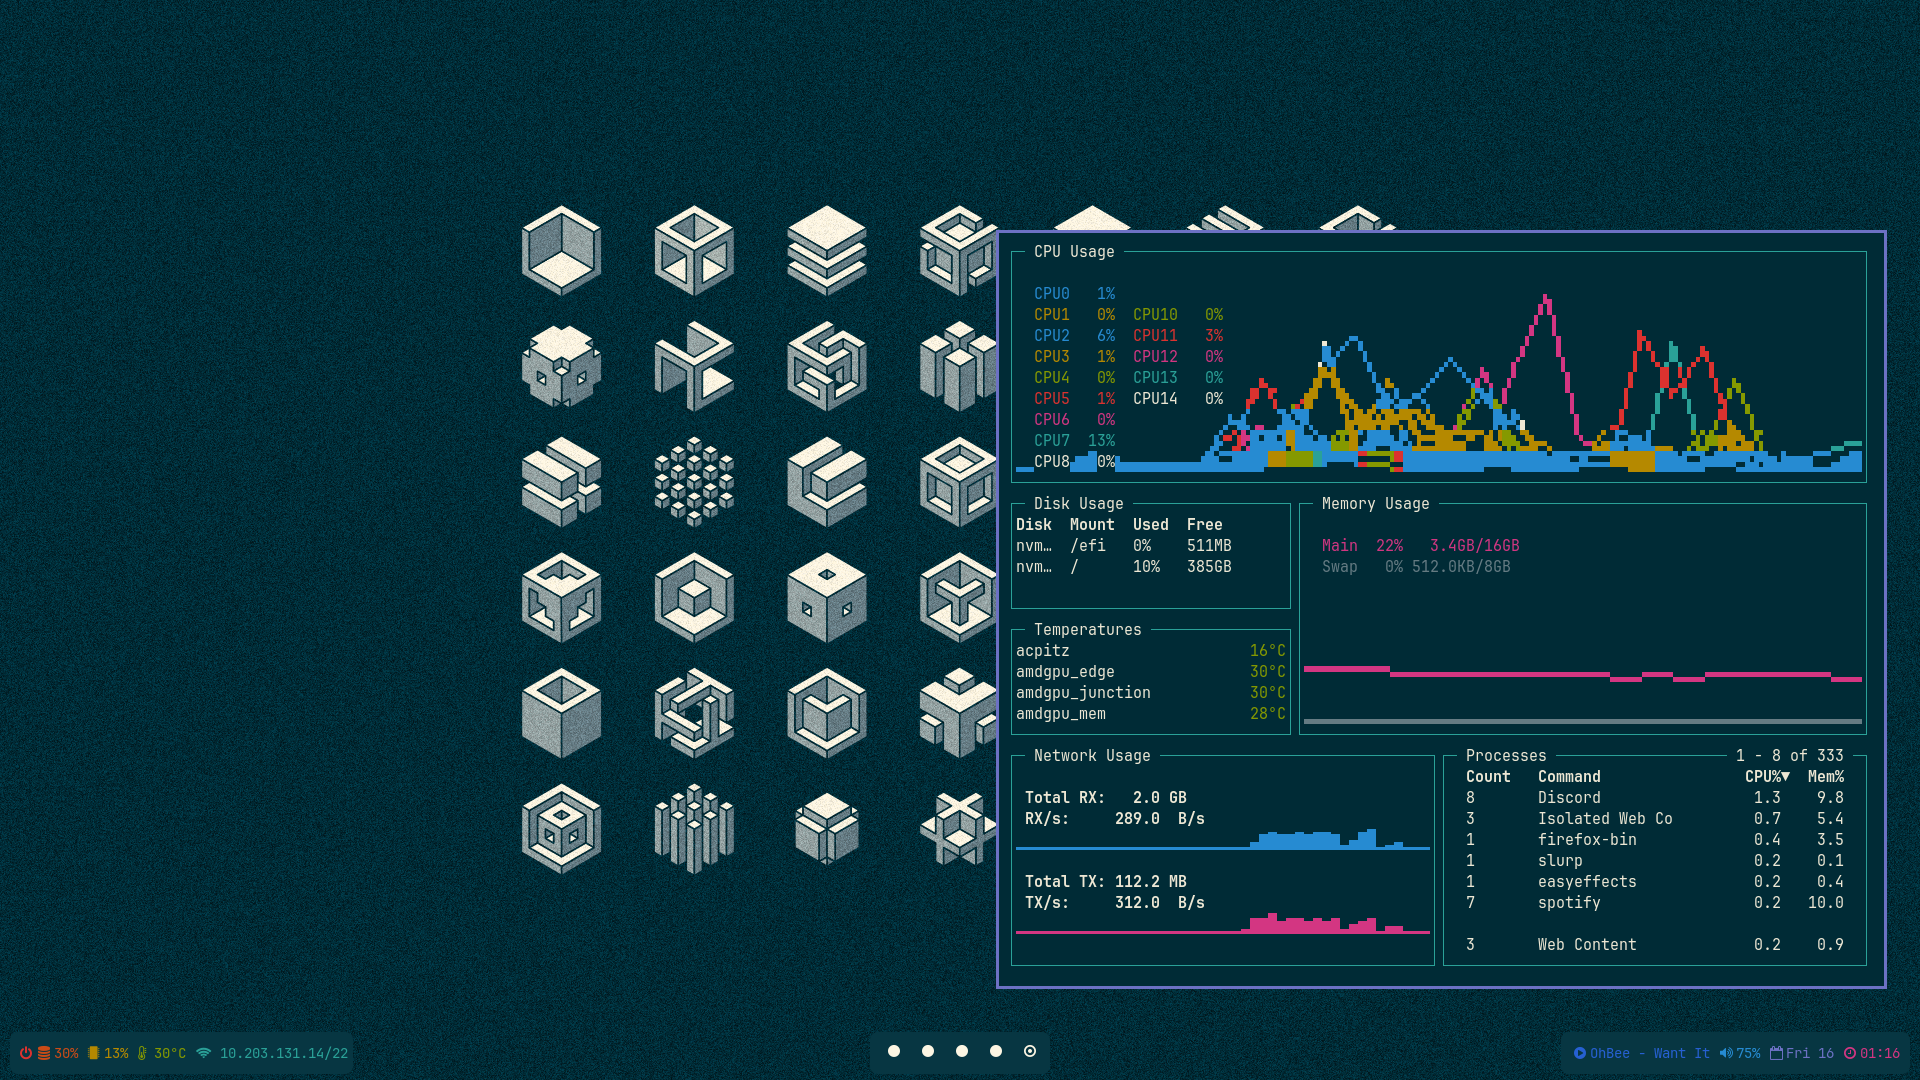 CPU Usage
CPU0 1%
CPU1 0% CPU10 0%
CPU2 6% CPU11 3%
CPU3 1% CPU12 0%
CPU4 0% CPU13 0%
CPU5 1% CPU14 0%
CPU6 0%
CPU7 13%
CPU8 0%
Disk Usage
Disk Mount Used Free
nvm… /efi 0% 511MB
nvm… / 10% 385GB
Memory Usage
Main 22% 3.4GB/16GB
Swap 0% 512.0KB/8GB
Temperatures
acpitz 16°C
amdgpu_edge 30°C
amdgpu_junction 30°C
amdgpu_mem 28°C
Network Usage
Total RX: 2.0 GB
RX/s: 289.0 B/s
Total TX: 112.2 MB
TX/s: 312.0 B/s
Processes 1 - 8 of 333
Count Command CPU%▼ Mem%
8 Discord 1.3 9.8
3 Isolated Web Co 0.7 5.4
1 firefox-bin 0.4 3.5
1 slurp 0.2 0.1
1 easyeffects 0.2 0.4
7 spotify 0.2 10.0
3 Web Content 0.2 0.9
30% 13% 30°C 10.203.131.14/22
OhBee - Want It 75% Fri 16 01:16